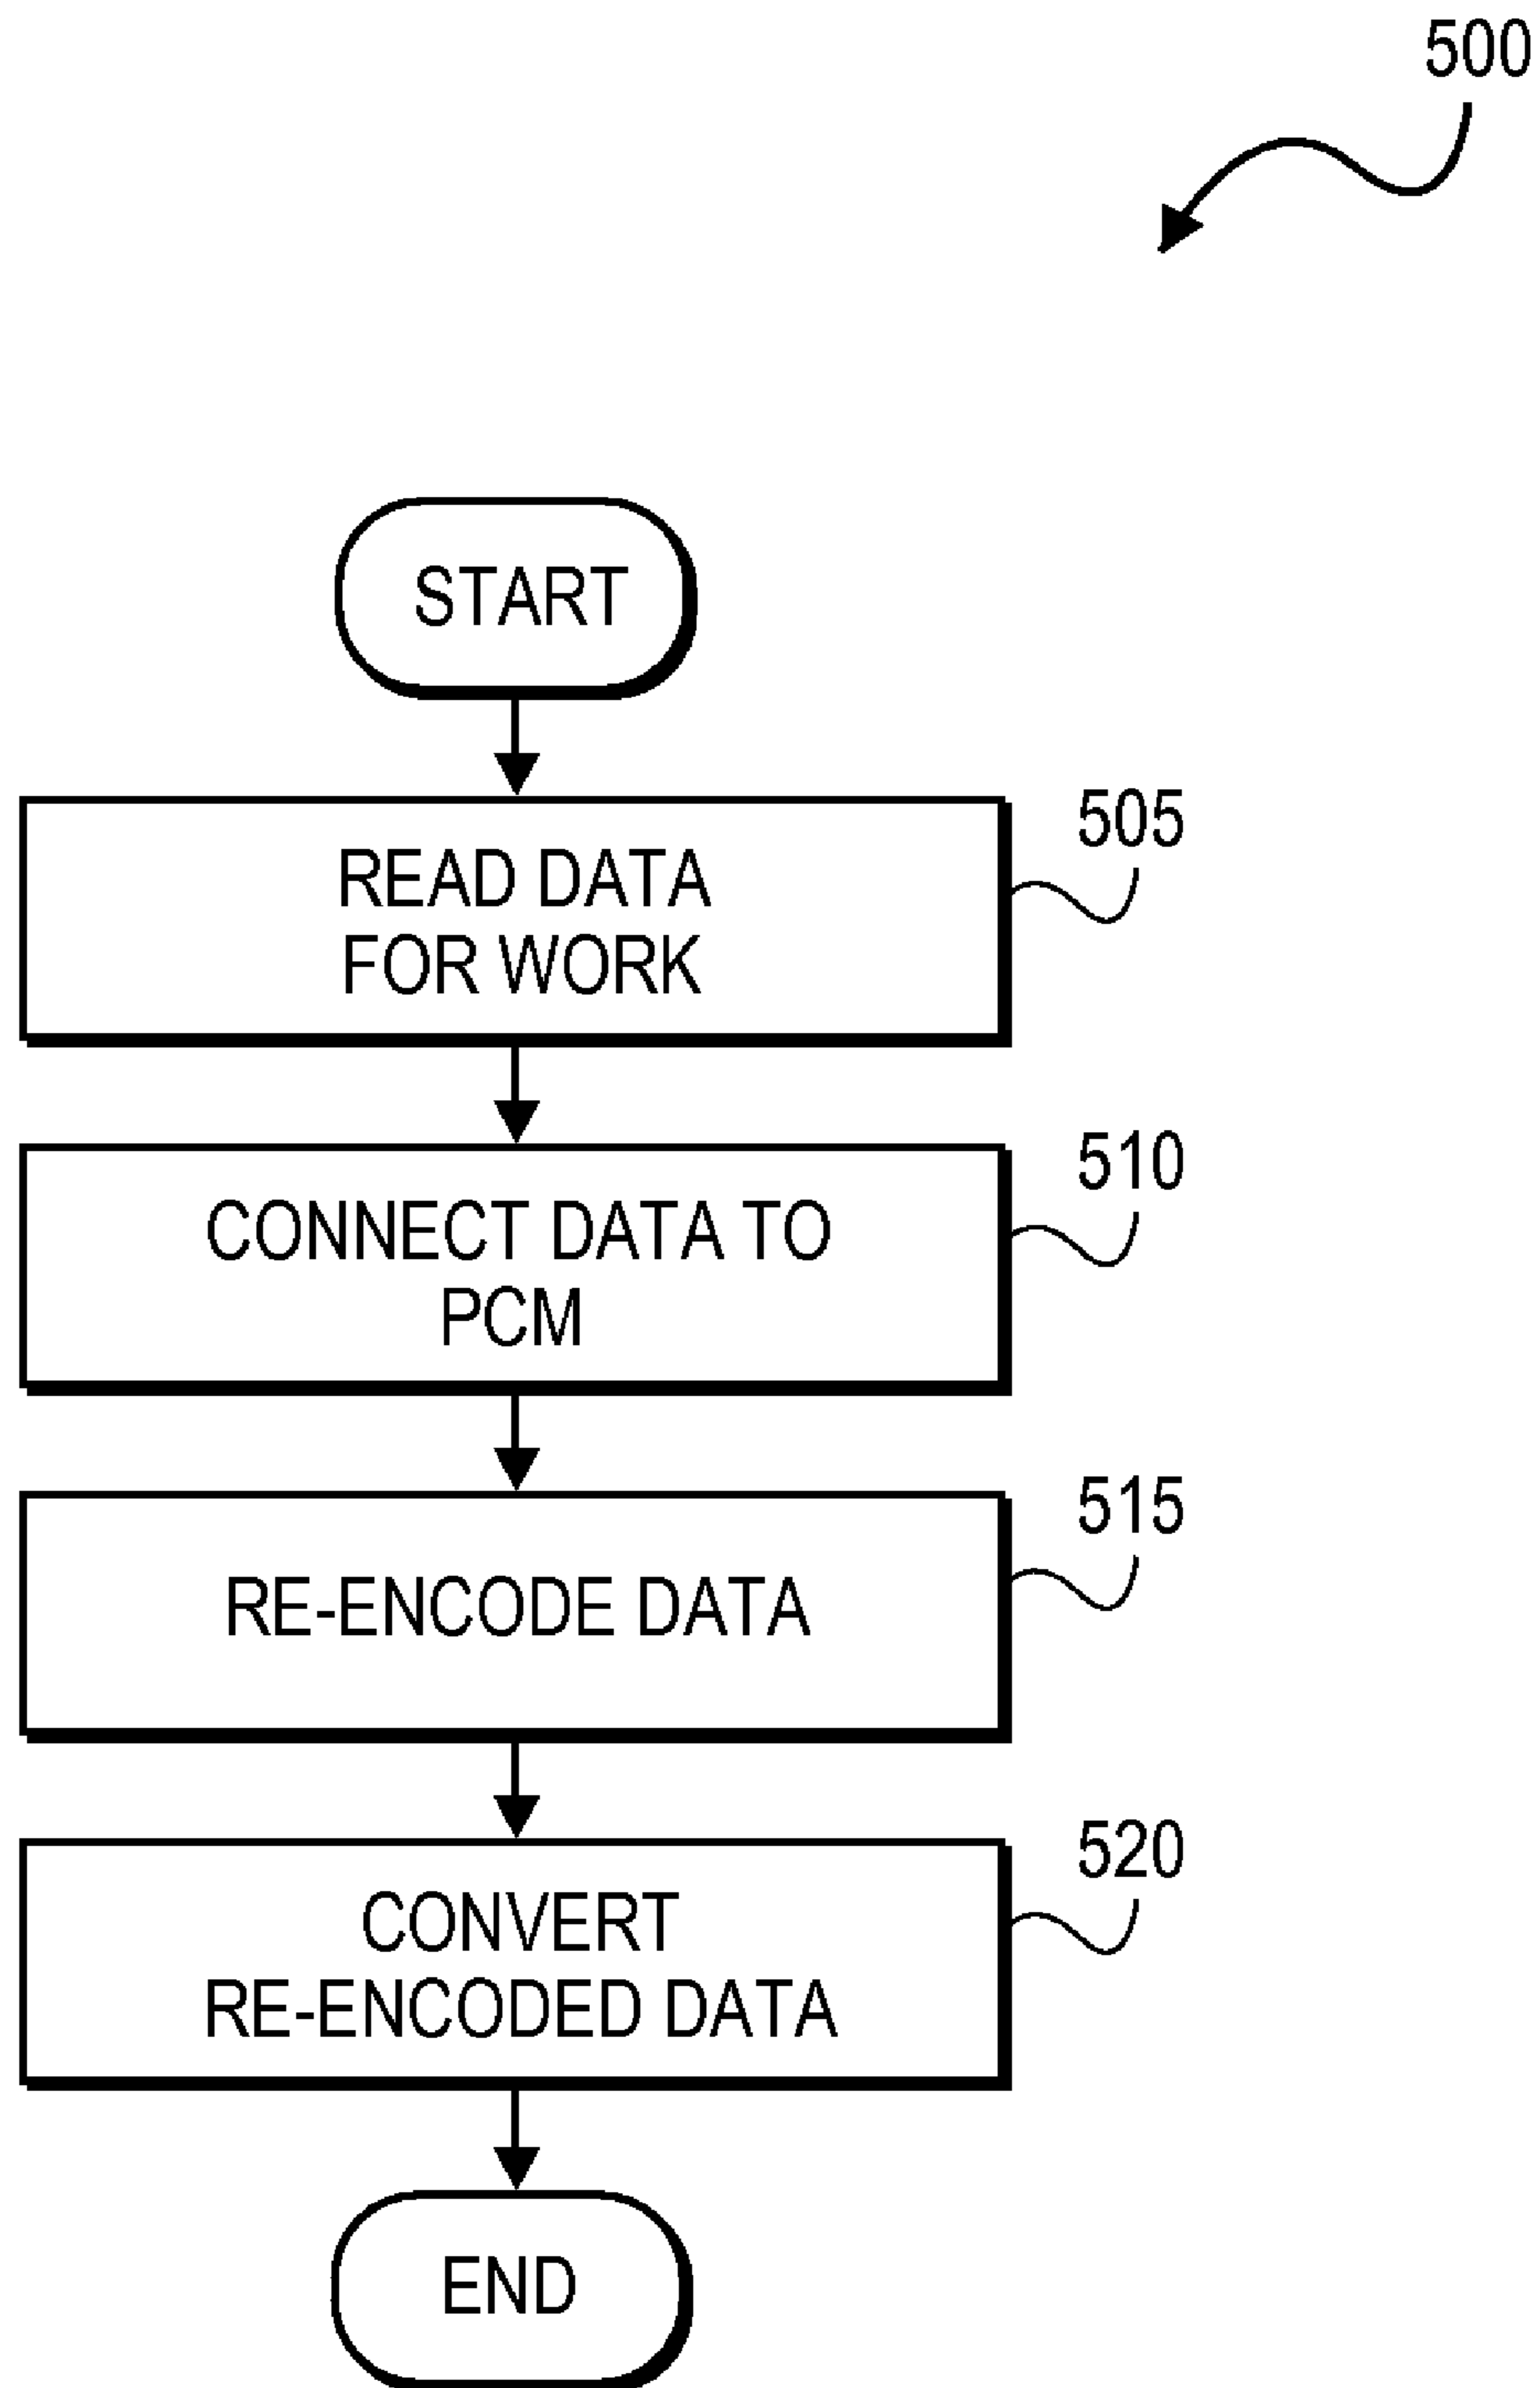 500
START
READ DATA
FOR WORK
505
CONNECT DATA TO
PCM
510
RE-ENCODE DATA
515
CONVERT
RE-ENCODED DATA
520
END